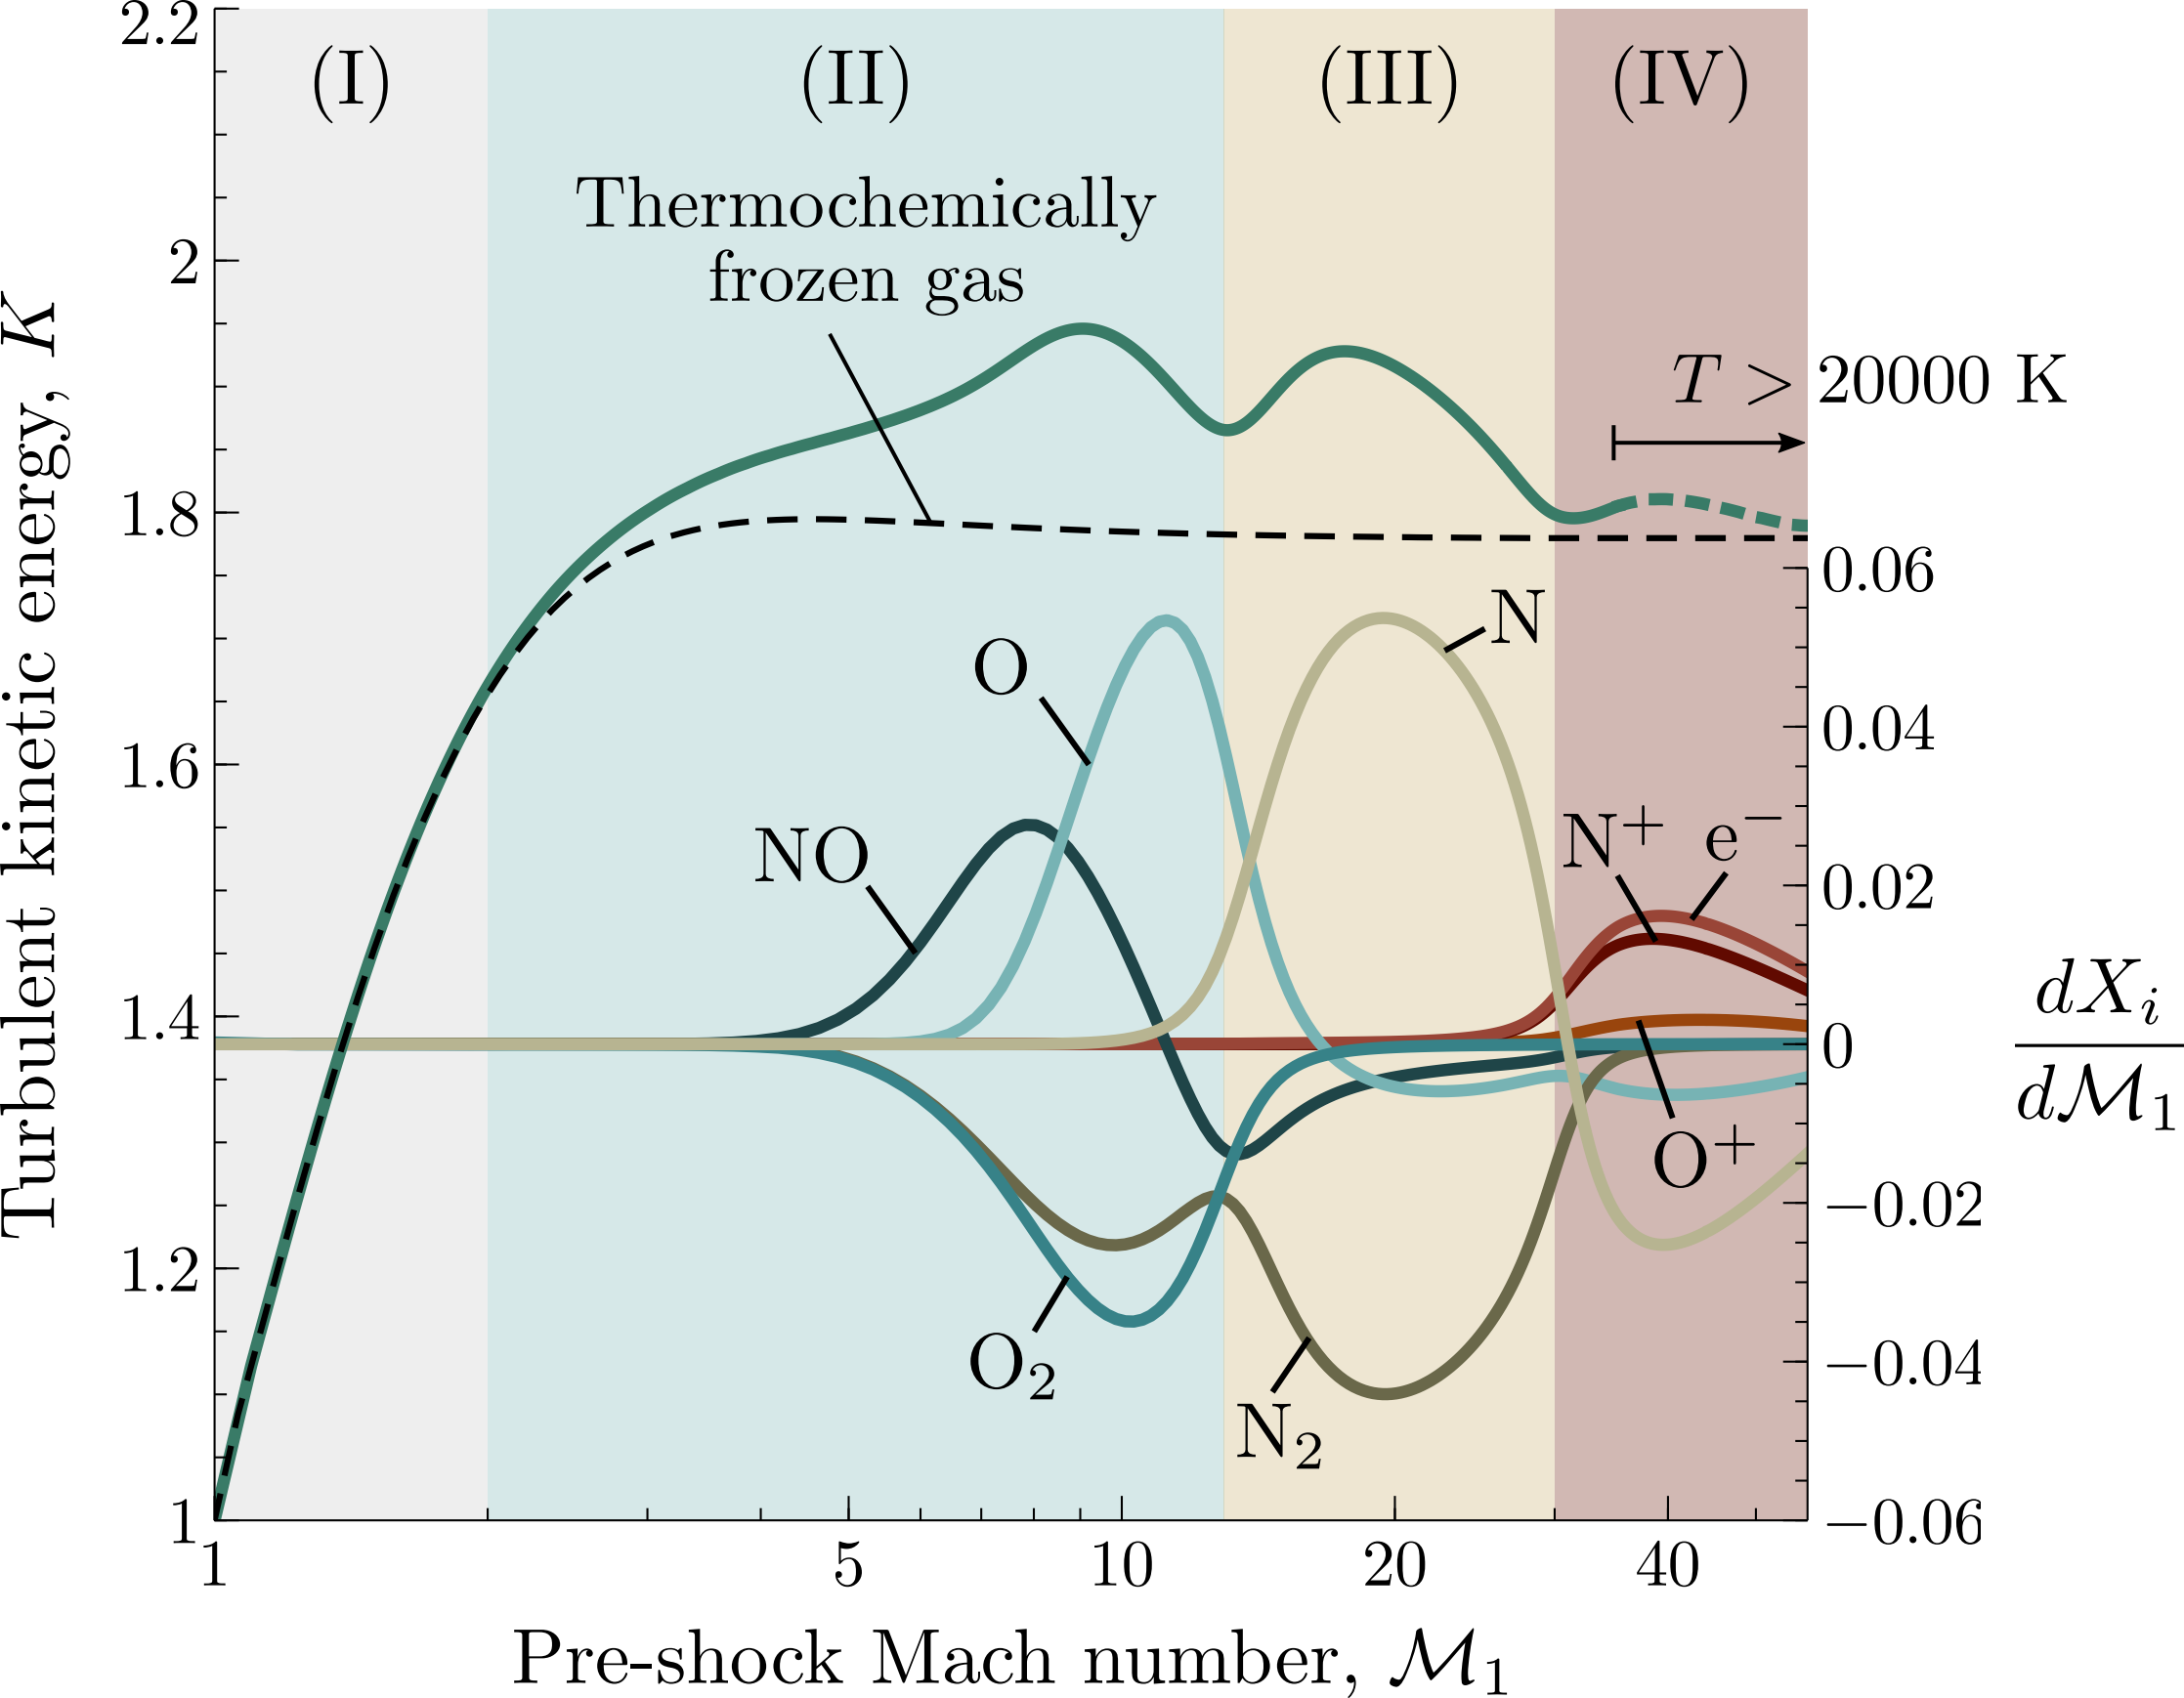 2.2
(I)
(II)
(III)
(IV)
Thermochemically
frozen gas
2
T > 20000 K
1.8
0.06
N
O
0.04
1.6
NO
N⁺
e⁻
0.02
1.4
0
O⁺
−0.02
1.2
O₂
−0.04
N₂
1
−0.06
1
5
10
20
40
Turbulent kinetic energy, K
dXᵢ
dℳ₁
Pre-shock Mach number, ℳ₁